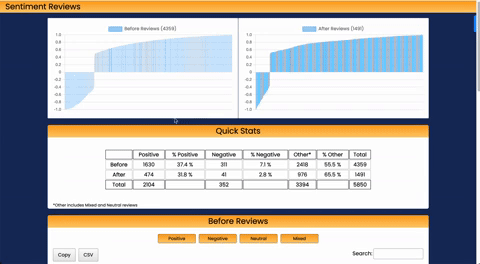 Sentiment Reviews
Before Reviews (4359)
1.0
0.8
0.6
0.4
0.2
0
-0.2
-0.4
-0.6
-0.8
-1.0
After Reviews (1491)
1.0
0.8
0.6
0.4
0.2
0
-0.2
-0.4
-0.6
-0.8
-1.0
Quick Stats
Positive % Positive Negative % Negative Other* % Other Total
Before 1630 37.4 % 311 7.1 % 2418 55.5 % 4359
After 474 31.8 % 41 2.8 % 976 65.5 % 1491
Total 2104 352 3394 5850
*Other includes Mixed and Neutral reviews
Before Reviews
Positive Negative Neutral Mixed
Copy CSV Search: